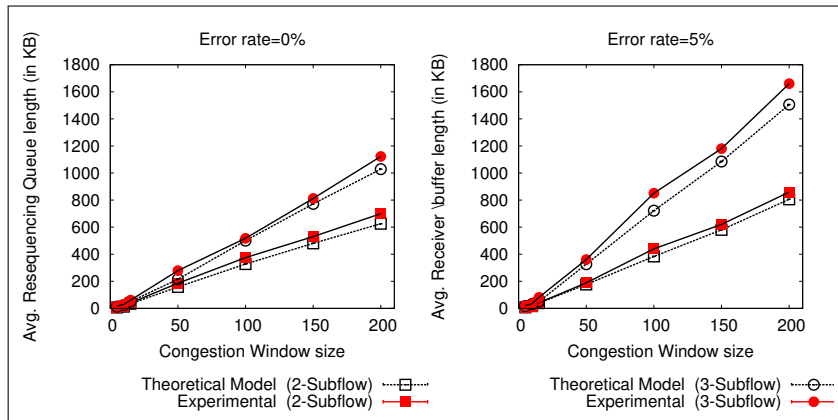 Error rate=0%
Avg. Resequencing Queue length (in KB)
1800
1600
1400
1200
1000
800
600
400
200
0
0 50 100 150 200
Congestion Window size
Error rate=5%
Avg. Receiver \buffer length (in KB)
1800
1600
1400
1200
1000
800
600
400
200
0
0 50 100 150 200
Congestion Window size
Theoretical Model (2-Subflow)
Experimental (2-Subflow)
Theoretical Model (3-Subflow)
Experimental (3-Subflow)